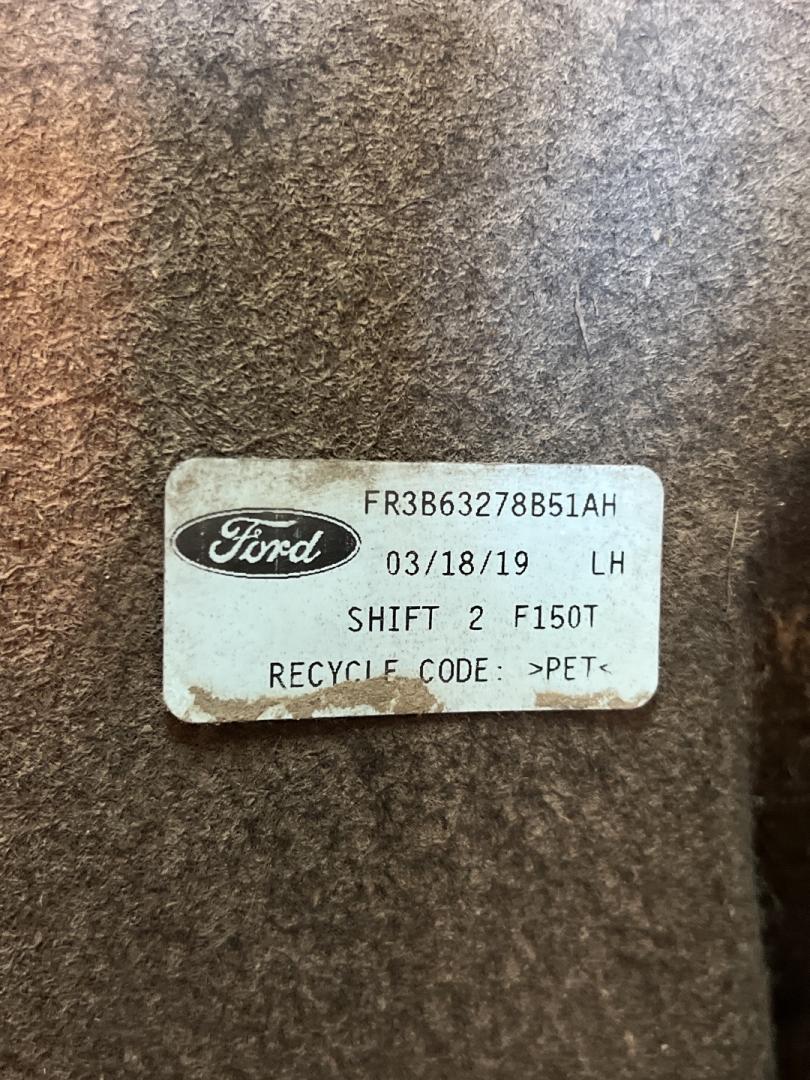 FR3B63278B51AH
Ford
03/18/19 LH
SHIFT 2 F150T
RECYCLE CODE: >PET<